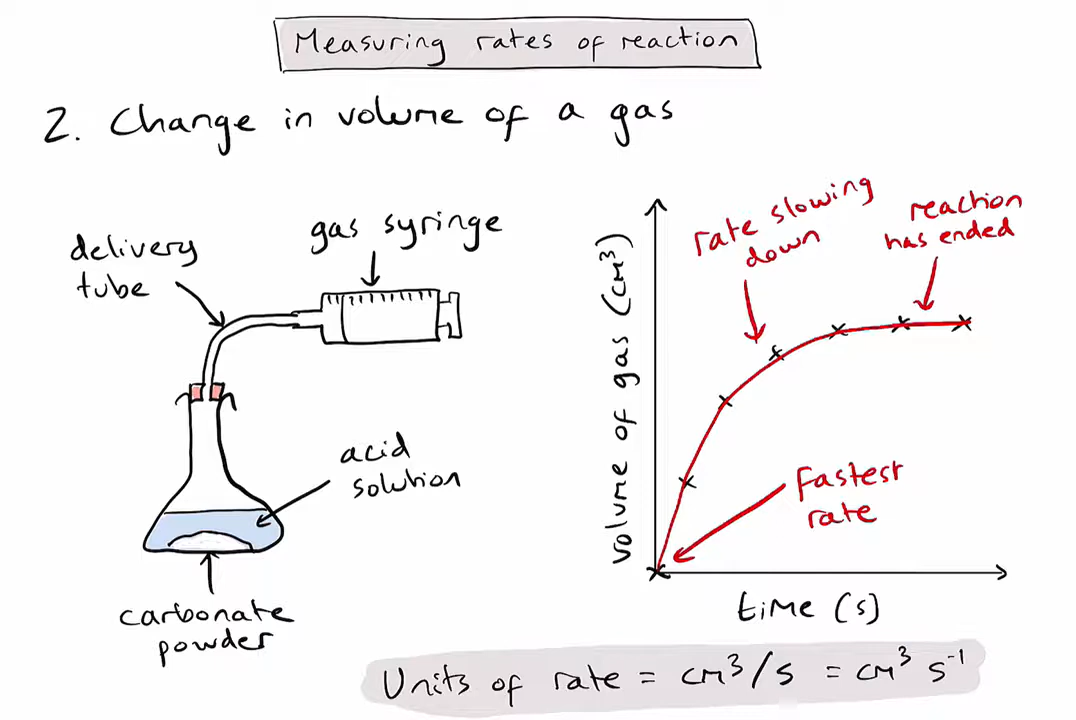 Measuring rates of reaction
2. Change in volume of a gas
delivery
tube
gas syringe
acid
solution
carbonate
powder
volume of gas (cm³)
rate slowing
down
reaction
has ended
fastest
rate
time (s)
Units of rate = cm³/s = cm³ s⁻¹